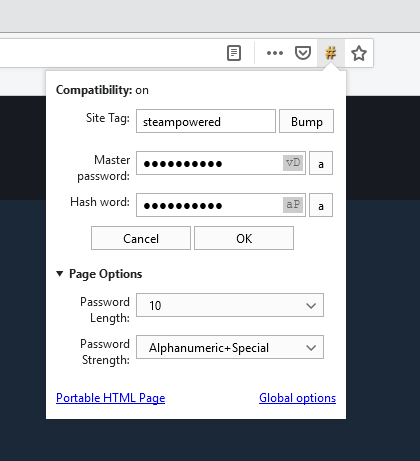 #
Compatibility: on
Site Tag: steampowered Bump
Master password: ●●●●●●●●●● vD a
Hash word: ●●●●●●●●●● aP a
Cancel OK
▼ Page Options
Password Length: 10
Password Strength: Alphanumeric+Special
Portable HTML Page Global options